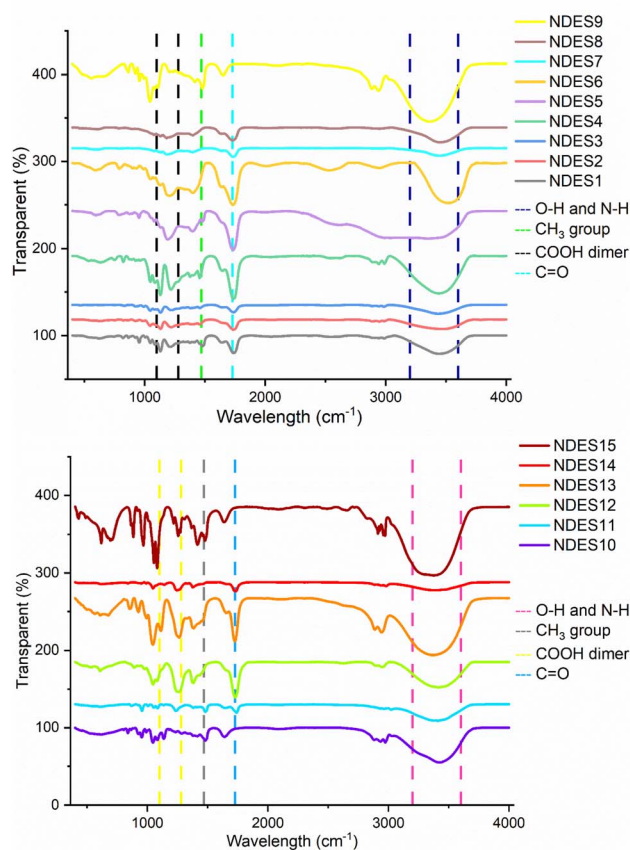 NDES9
NDES8
NDES7
NDES6
NDES5
NDES4
NDES3
NDES2
NDES1
O-H and N-H
CH₃ group
COOH dimer
C=O
Transparent (%)
400
300
200
100
1000
2000
3000
4000
Wavelength (cm⁻¹)
NDES15
NDES14
NDES13
NDES12
NDES11
NDES10
O-H and N-H
CH₃ group
COOH dimer
C=O
Transparent (%)
400
300
200
100
0
1000
2000
3000
4000
Wavelength (cm⁻¹)